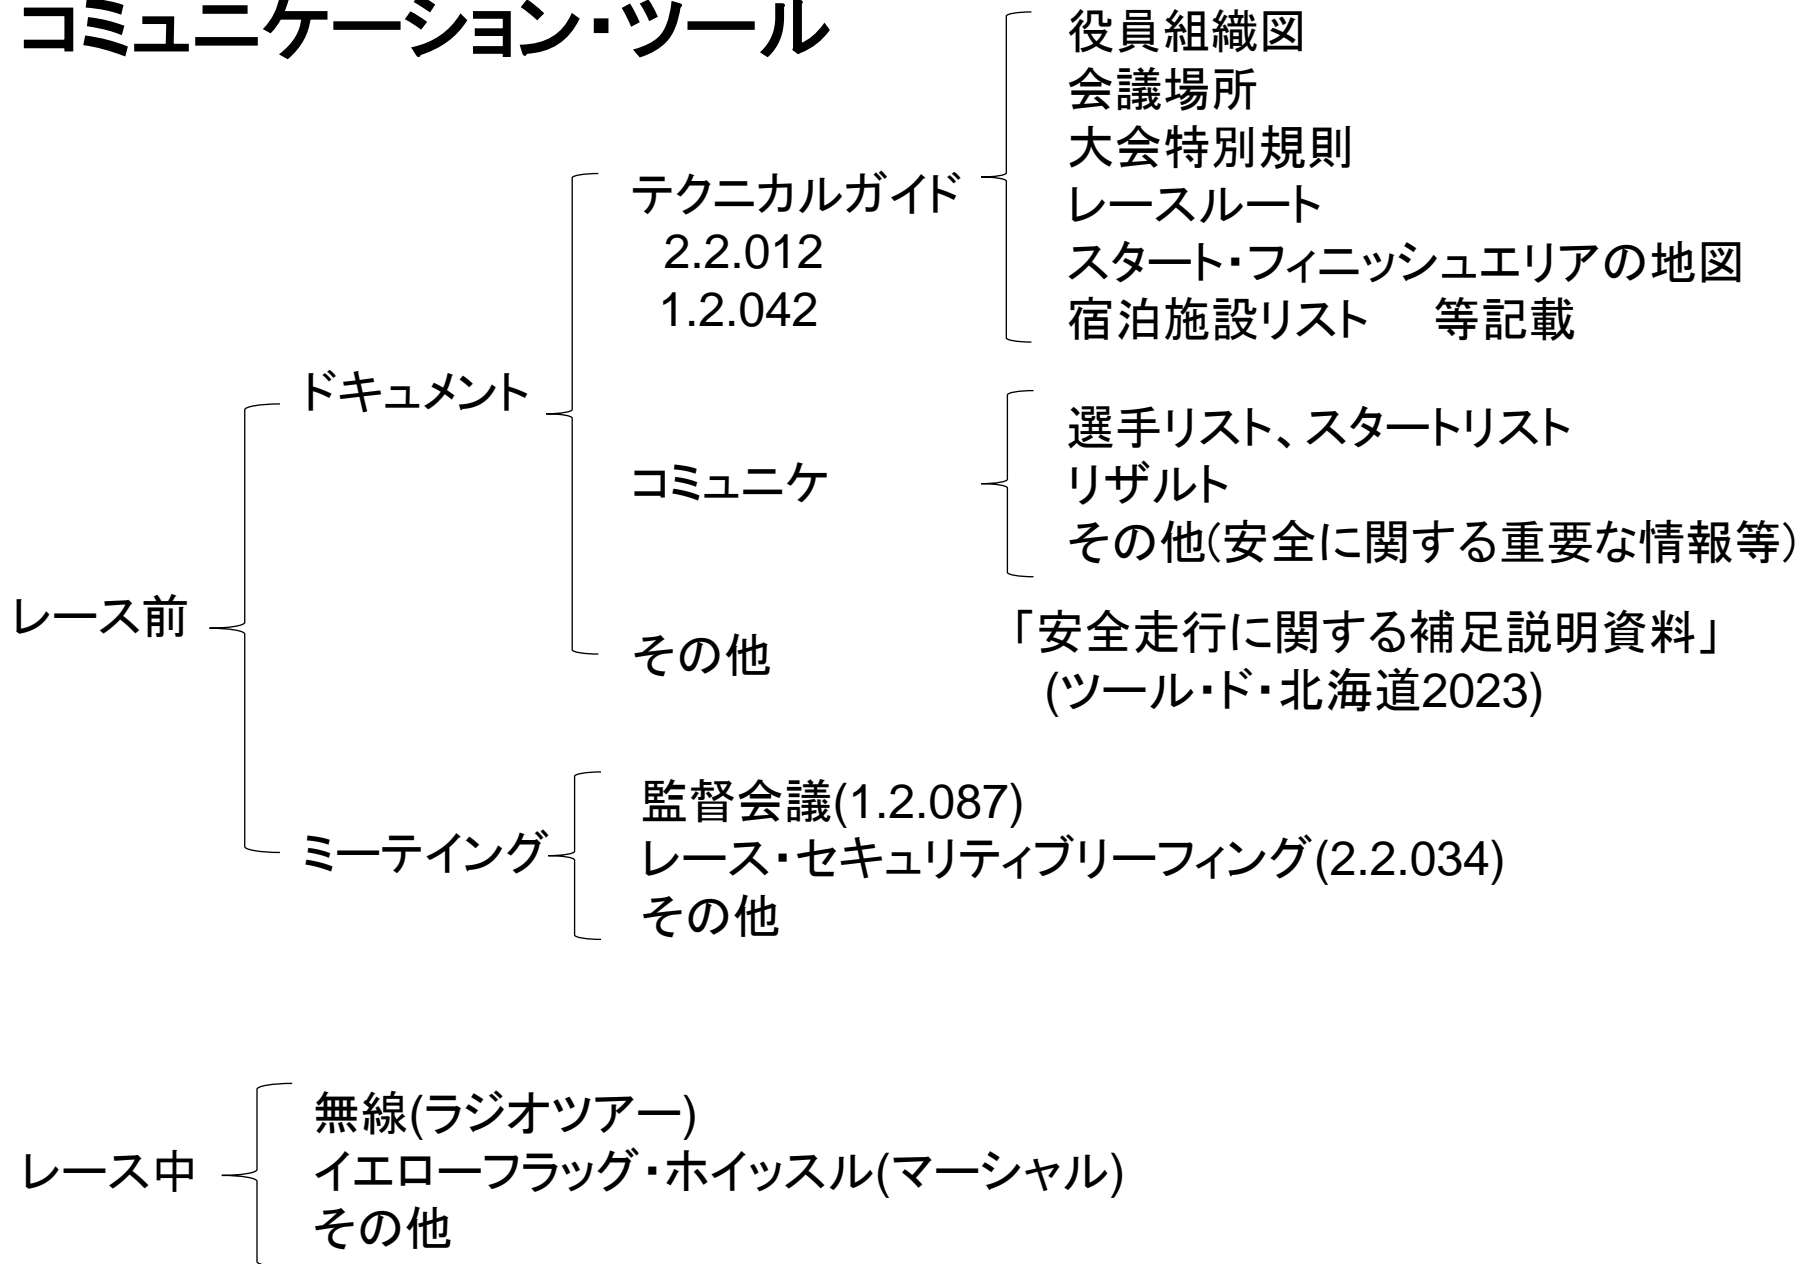 コミュニケーション・ツール
役員組織図
会議場所
大会特別規則
テクニカルガイド
レースルート
2.2.012
スタート・フィニッシュエリアの地図
1.2.042
宿泊施設リスト　等記載
ドキュメント
選手リスト、スタートリスト
コミュニケ
リザルト
その他(安全に関する重要な情報等)
レース前
その他
「安全走行に関する補足説明資料」
(ツール・ド・北海道2023)
監督会議(1.2.087)
ミーテイング
レース・セキュリティブリーフィング(2.2.034)
その他
無線(ラジオツアー)
レース中
イエローフラッグ・ホイッスル(マーシャル)
その他